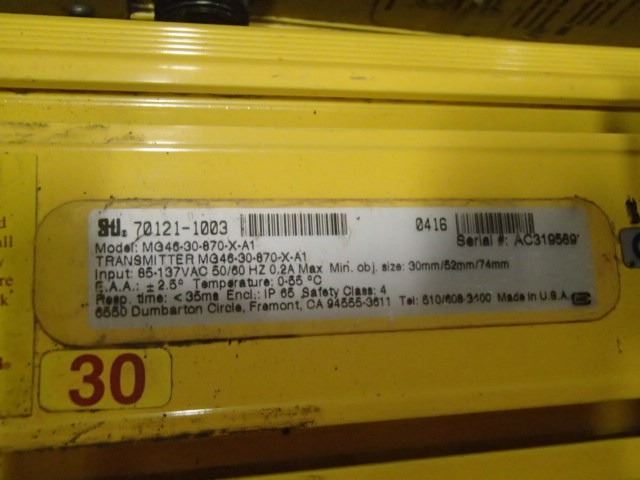 STI. 70121-1003 0416
Model: MG46-30-870-X-A1 Serial #: AC319569
TRANSMITTER MG46-30-870-X-A1
Input: 85-137VAC 50/60 HZ 0.2A Max Min. obj. size: 30mm/52mm/74mm
E.A.A.: ± 2.5° Temperature: 0-55 °C
Resp. time: < 35ms Encl.: IP 65 Safety Class: 4
6550 Dumbarton Circle, Fremont, CA 94555-3611 Tel: 510/608-3400 Made in U.S.A.
30